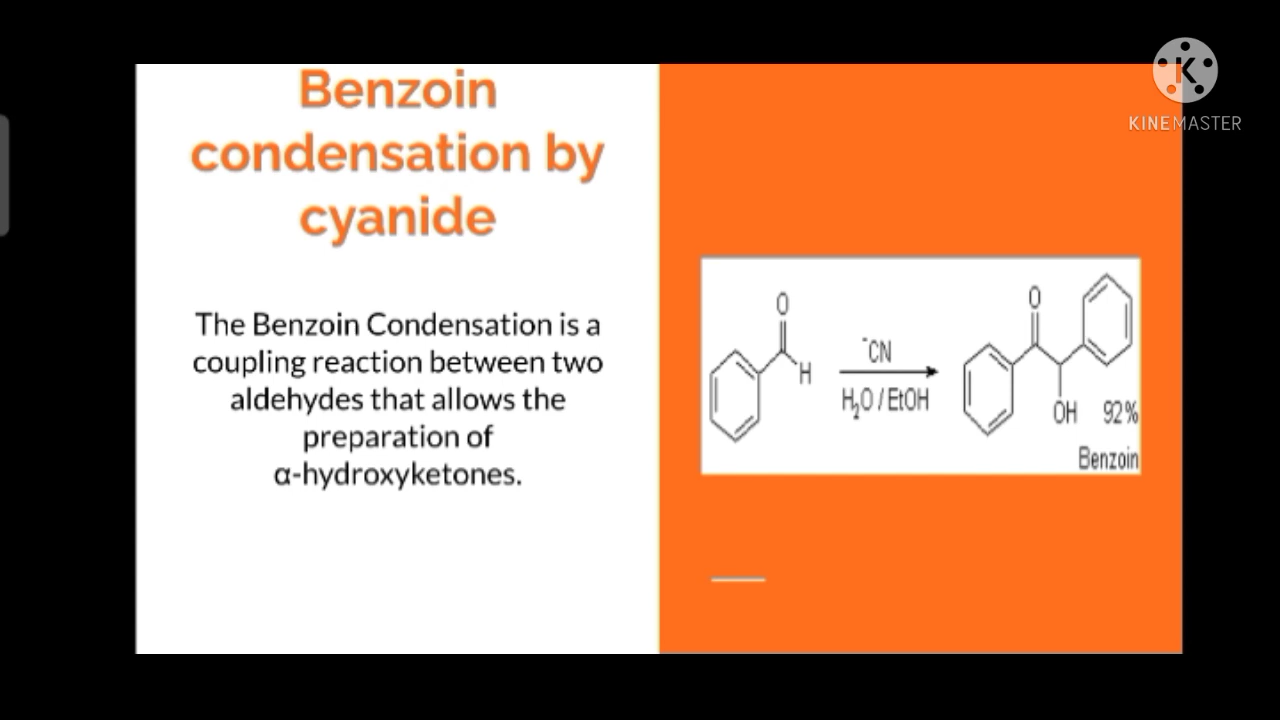 Benzoin
condensation by
cyanide
The Benzoin Condensation is a
coupling reaction between two
aldehydes that allows the
preparation of
α-hydroxyketones.
K
KINEMASTER
O
H
⁻CN
H₂O / EtOH
O
OH 92%
Benzoin